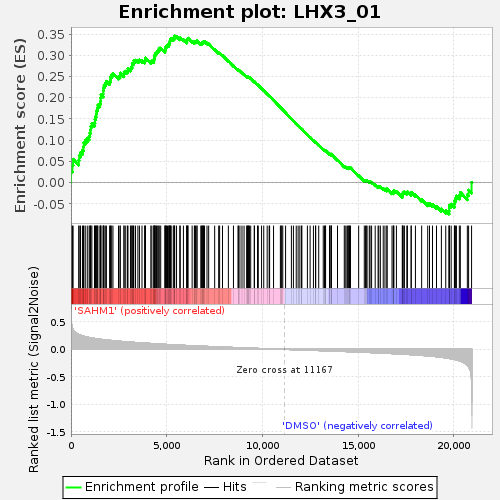 Enrichment plot: LHX3_01
Enrichment score (ES)
0.35
0.30
0.25
0.20
0.15
0.10
0.05
0.00
-0.05
'SAHM1' (positively correlated)
Ranked list metric (Signal2Noise)
0.5
0.0
-0.5
-1.0
-1.5
Zero cross at 11167
'DMSO' (negatively correlated)
0
5,000
10,000
15,000
20,000
Rank in Ordered Dataset
Enrichment profile
Hits
Ranking metric scores